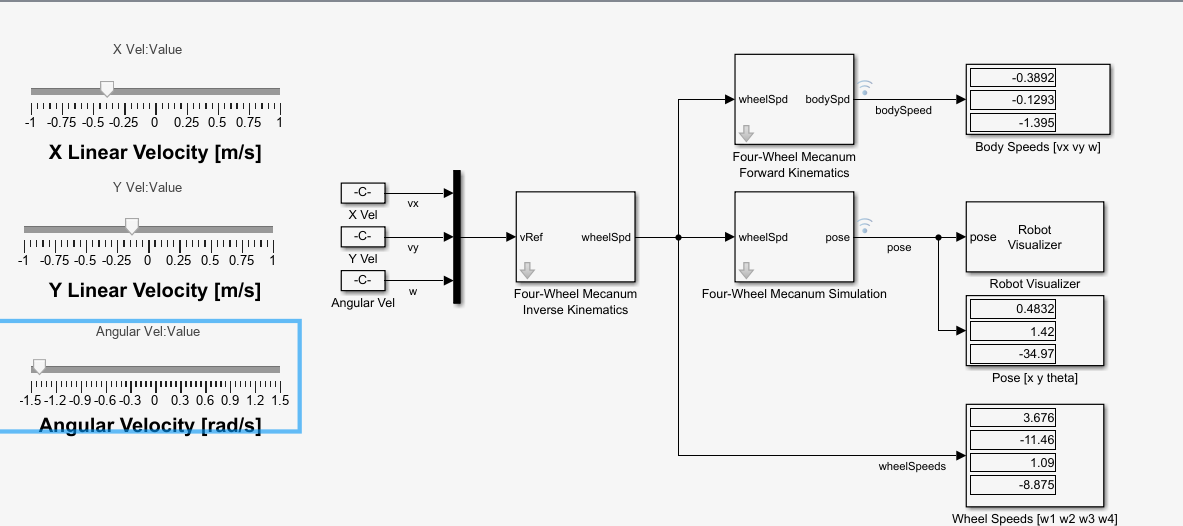 X Vel:Value
-1 -0.75 -0.5 -0.25 0 0.25 0.5 0.75 1
X Linear Velocity [m/s]
Y Vel:Value
-1 -0.75 -0.5 -0.25 0 0.25 0.5 0.75 1
Y Linear Velocity [m/s]
Angular Vel:Value
-1.5 -1.2 -0.9 -0.6 -0.3 0 0.3 0.6 0.9 1.2 1.5
Angular Velocity [rad/s]
-C-
vx
X Vel
-C-
vy
Y Vel
-C-
w
Angular Vel
vRef wheelSpd
Four-Wheel Mecanum
Inverse Kinematics
wheelSpd bodySpd
bodySpeed
Four-Wheel Mecanum
Forward Kinematics
-0.3892
-0.1293
-1.395
Body Speeds [vx vy w]
wheelSpd pose
pose
Four-Wheel Mecanum Simulation
pose Robot
Visualizer
Robot Visualizer
0.4832
1.42
-34.97
Pose [x y theta]
wheelSpeeds
3.676
-11.46
1.09
-8.875
Wheel Speeds [w1 w2 w3 w4]